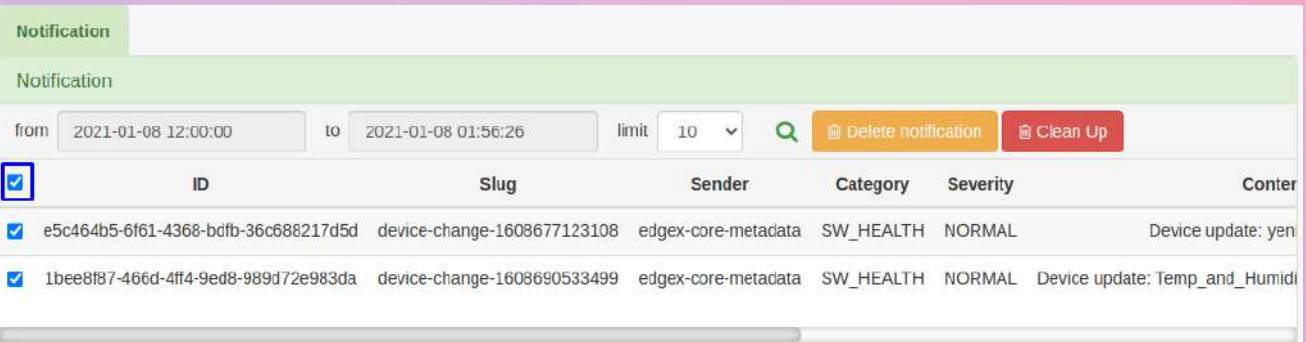 Notification
Notification
from 2021-01-08 12:00:00 to 2021-01-08 01:56:26 limit 10 Delete notification Clean Up
ID Slug Sender Category Severity
e5c464b5-6f61-4368-bdfb-36c688217d5d device-change-1608677123108 edgex-core-metadata SW_HEALTH NORMAL Device update:
1bee8f87-466d-4ff4-9ed8-989d72e983da device-change-1608690533499 edgex-core-metadata SW_HEALTH NORMAL Device update: Temp_and_Humidi